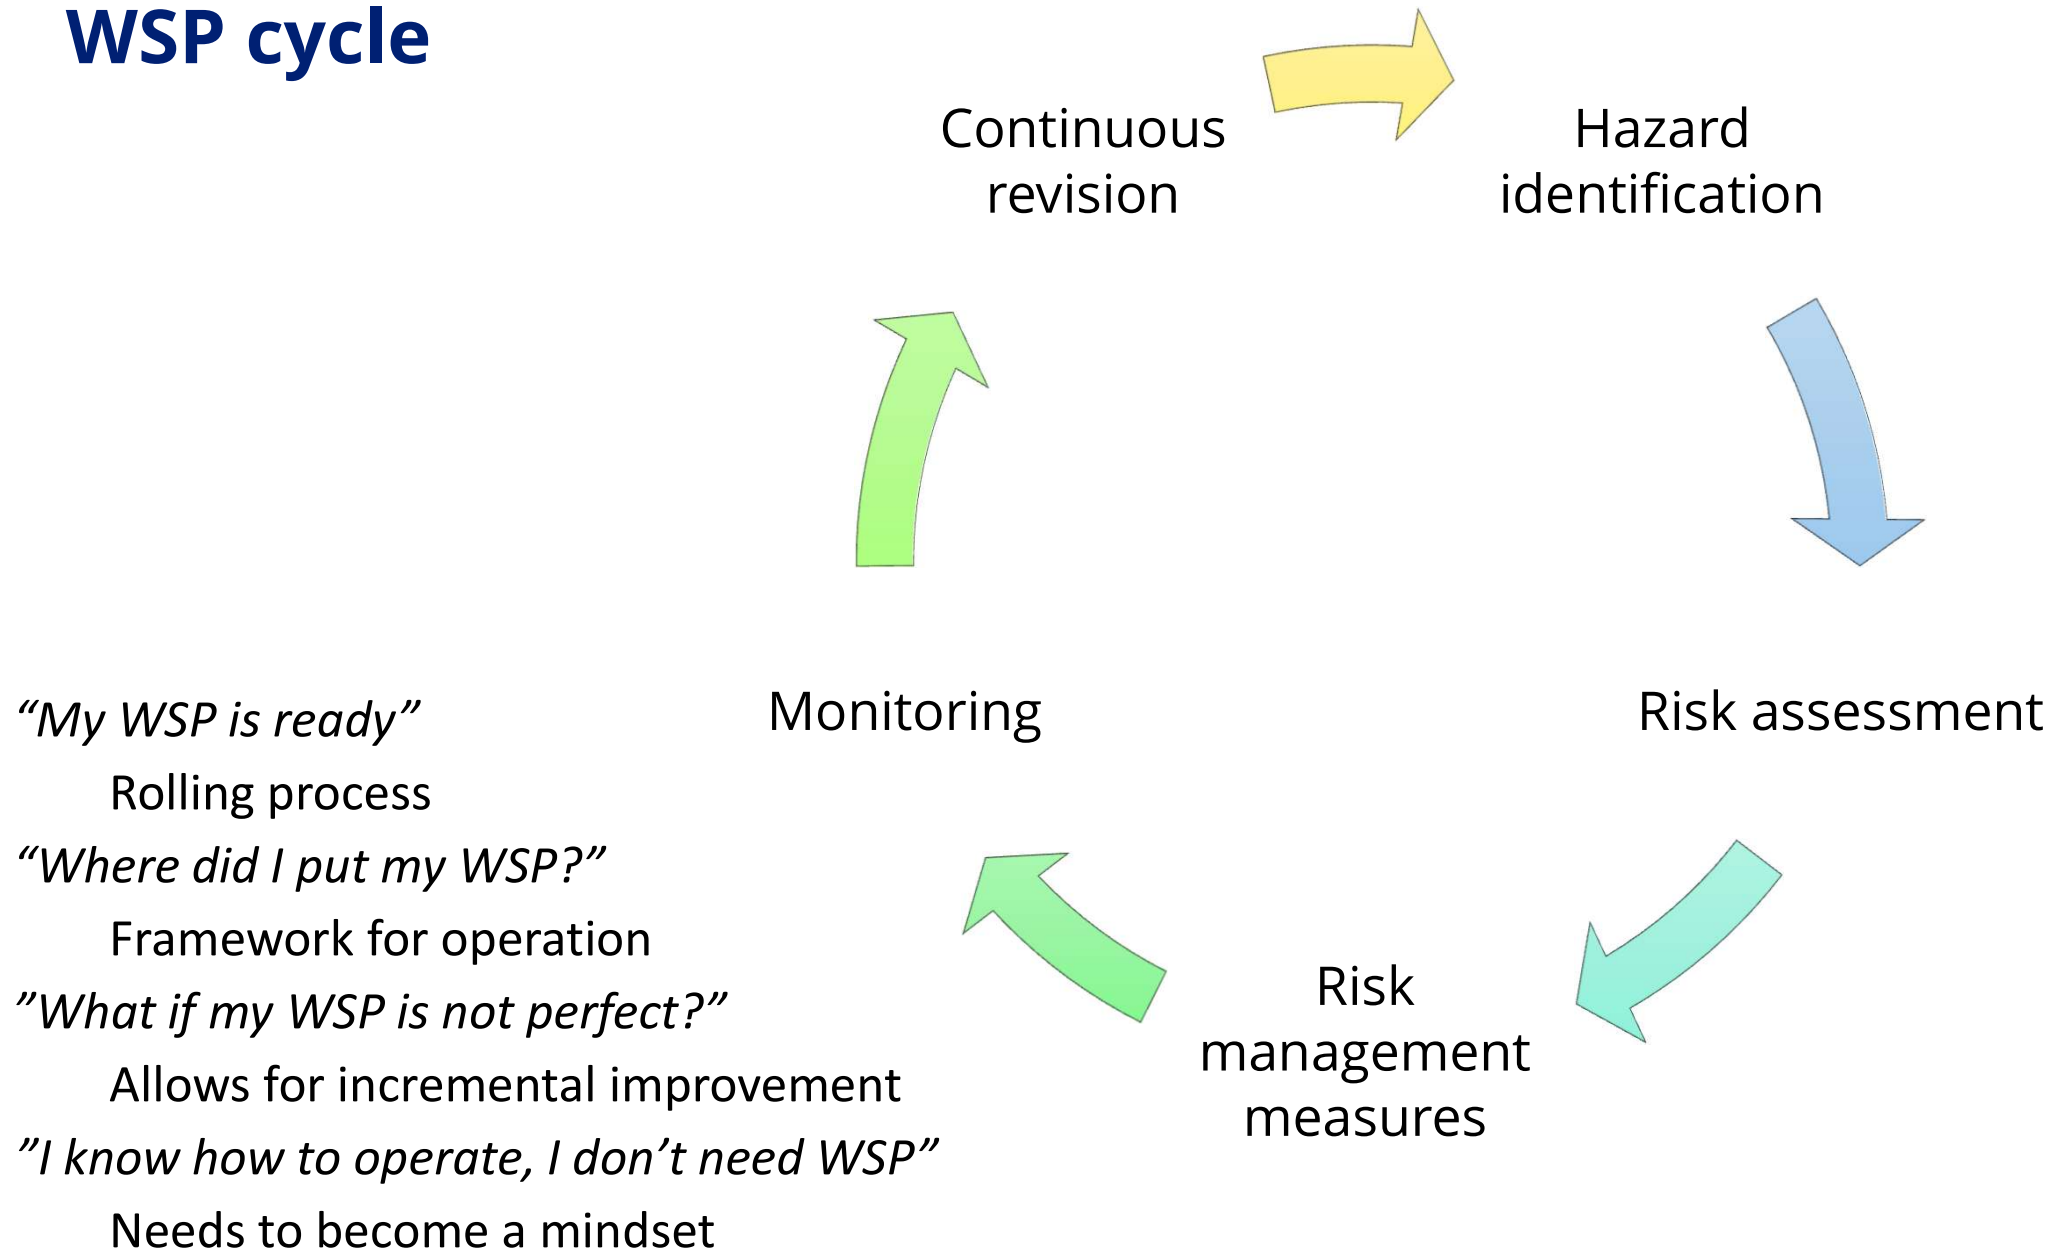 WSP cycle
Continuous
revision
Hazard
identification
Risk assessment
Risk
management
measures
Monitoring
“My WSP is ready”
Rolling process
“Where did I put my WSP?”
Framework for operation
”What if my WSP is not perfect?”
Allows for incremental improvement
”I know how to operate, I don’t need WSP”
Needs to become a mindset